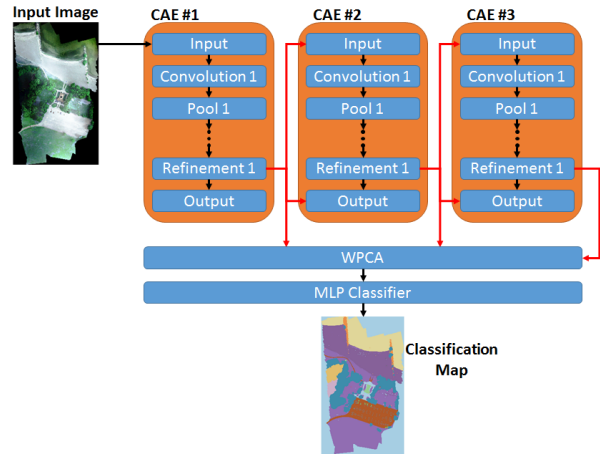 Input Image
CAE #1
CAE #2
CAE #3
Input
Convolution 1
Pool 1
Refinement 1
Output
Input
Convolution 1
Pool 1
Refinement 1
Output
Input
Convolution 1
Pool 1
Refinement 1
Output
WPCA
MLP Classifier
Classification
Map